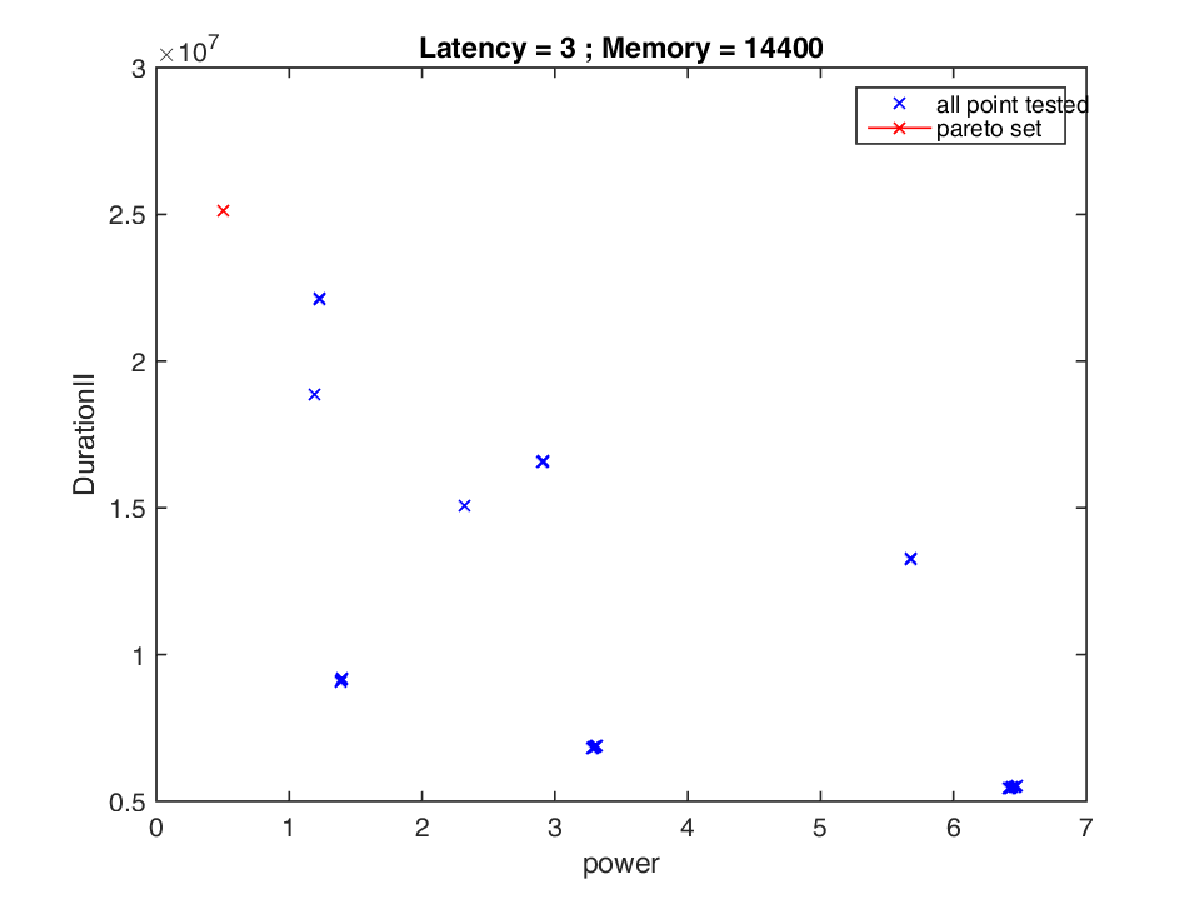 Latency = 3 ; Memory = 14400
×10^7
3
2.5
2
1.5
1
0.5
0 1 2 3 4 5 6 7
DurationII
power
all point tested
pareto set